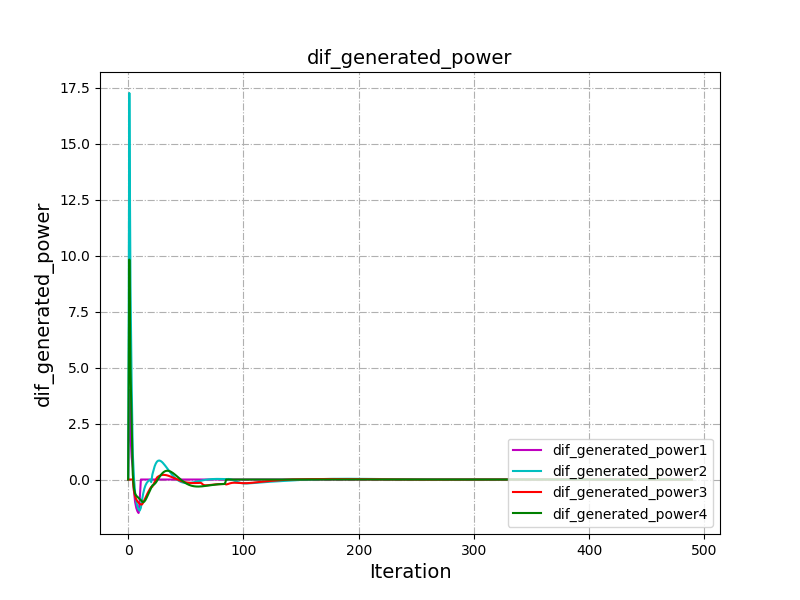 dif_generated_power
dif_generated_power
17.5
15.0
12.5
10.0
7.5
5.0
2.5
0.0
0
100
200
300
400
500
Iteration
dif_generated_power1
dif_generated_power2
dif_generated_power3
dif_generated_power4